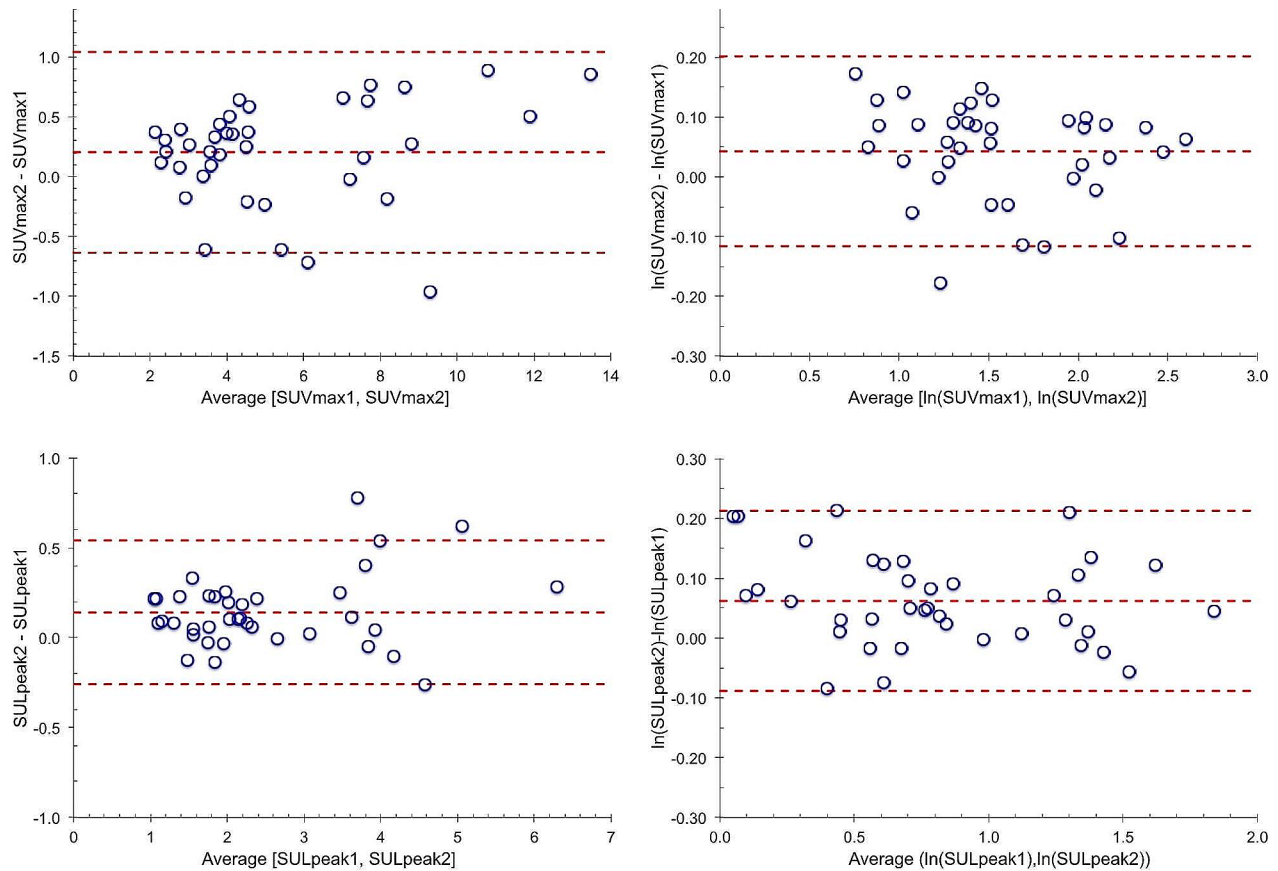 SUVmax2 - SUVmax1
1.0
0.5
0.0
-0.5
-1.0
-1.5
0 2 4 6 8 10 12 14
Average [SUVmax1, SUVmax2]
ln(SUVmax2) - ln(SUVmax1)
0.20
0.10
0.00
-0.10
-0.20
-0.30
0.0 0.5 1.0 1.5 2.0 2.5 3.0
Average [ln(SUVmax1), ln(SUVmax2)]
SULpeak2 - SULpeak1
1.0
0.5
0.0
-0.5
-1.0
0 1 2 3 4 5 6 7
Average [SULpeak1, SULpeak2]
ln(SULpeak2)-ln(SULpeak1)
0.30
0.20
0.10
0.00
-0.10
-0.20
-0.30
0.0 0.5 1.0 1.5 2.0
Average (ln(SULpeak1),ln(SULpeak2))